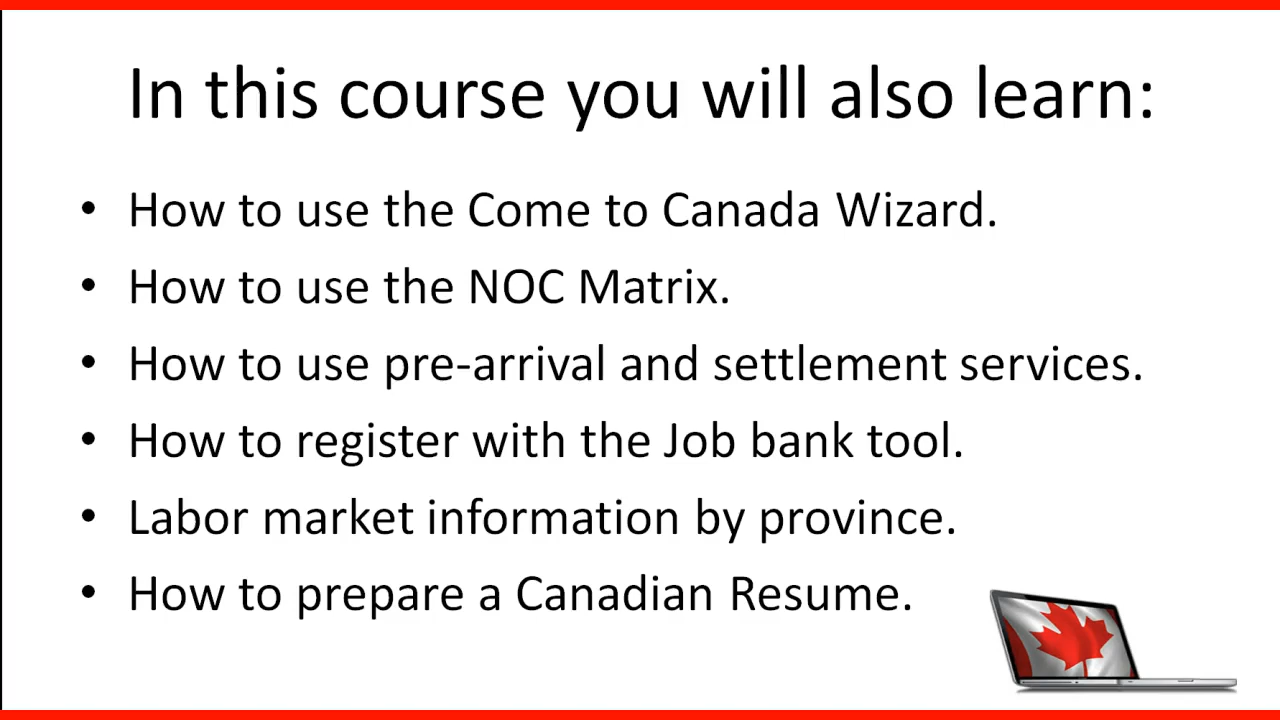 In this course you will also learn:
• How to use the Come to Canada Wizard.
• How to use the NOC Matrix.
• How to use pre-arrival and settlement services.
• How to register with the Job bank tool.
• Labor market information by province.
• How to prepare a Canadian Resume.